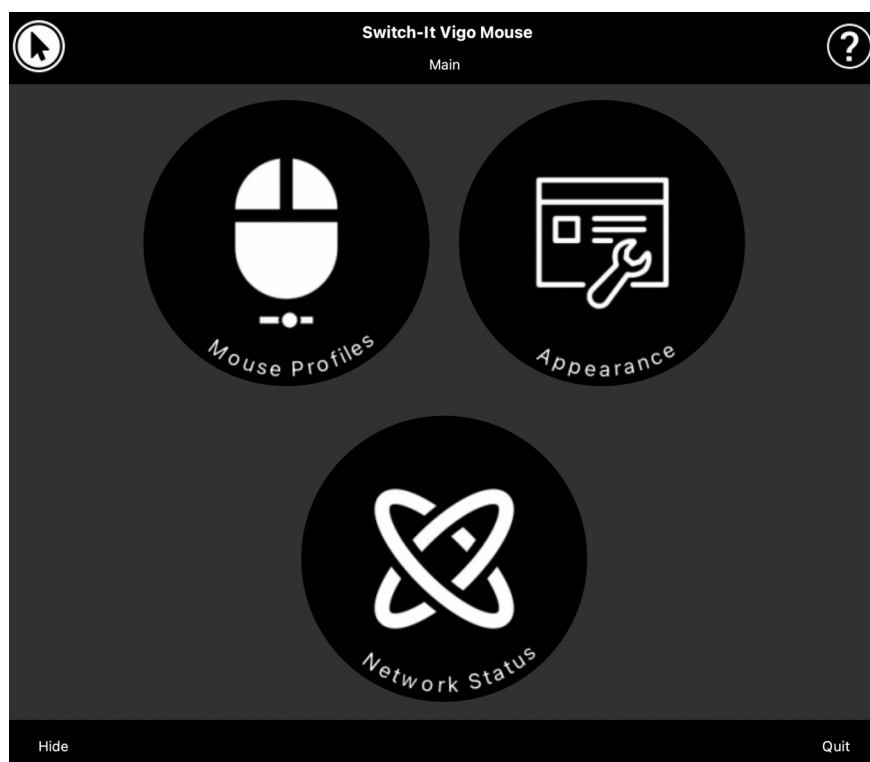 Switch-It Vigo Mouse
Main
?
Mouse Profiles
Appearance
Network Status
Hide
Quit